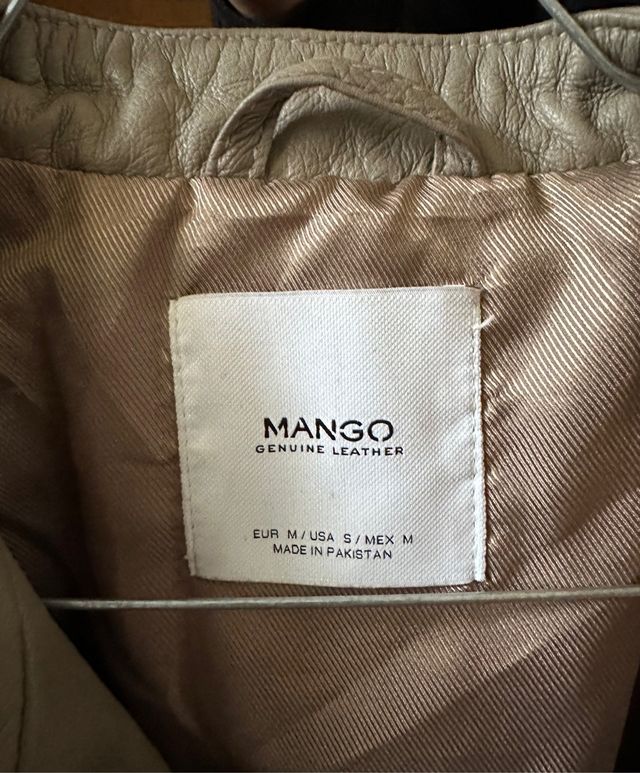 MANGO
GENUINE LEATHER
EUR M / USA S / MEX M
MADE IN PAKISTAN